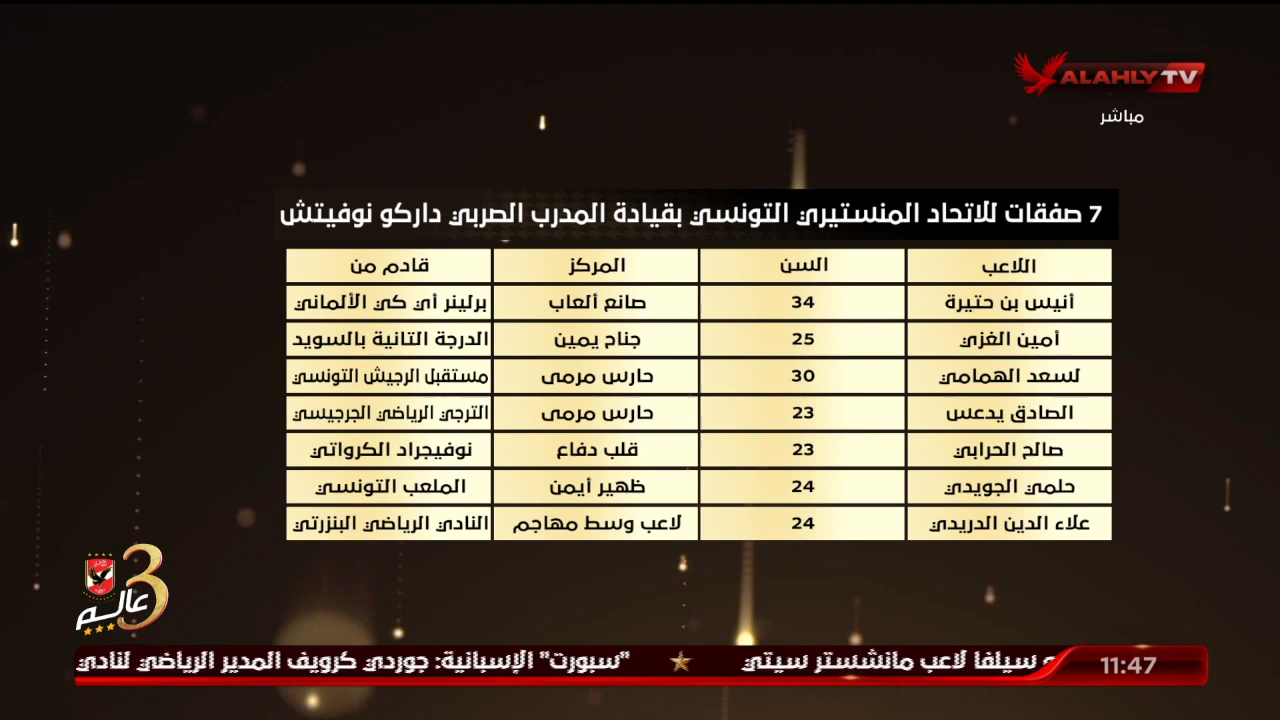 ALAHLY TV
مباشر
7 صفقات للاتحاد المنستيري التونسي بقيادة المدرب الصربي داركو نوفيتش
اللاعب السن المركز قادم من
أنيس بن حتيرة 34 صانع ألعاب برلينر أي كي الألماني
أمين الغزي 25 جناح يمين الدرجة التانية بالسويد
لسعد الهمامي 30 حارس مرمى مستقبل الرجيش التونسي
الصادق يدعس 23 حارس مرمى الترجي الرياضي الجرجيسي
صالح الحرابي 23 قلب دفاع نوفيجراد الكرواتي
حلمي الجويدي 24 ظهير أيمن الملعب التونسي
علاء الدين الدريدي 24 لاعب وسط مهاجم النادي الرياضي البنزرتي
3 عالم
11:47 سيلفا لاعب مانشستر سيتي "سبورت" الإسبانية: جوردي كرويف المدير الرياضي لنادي